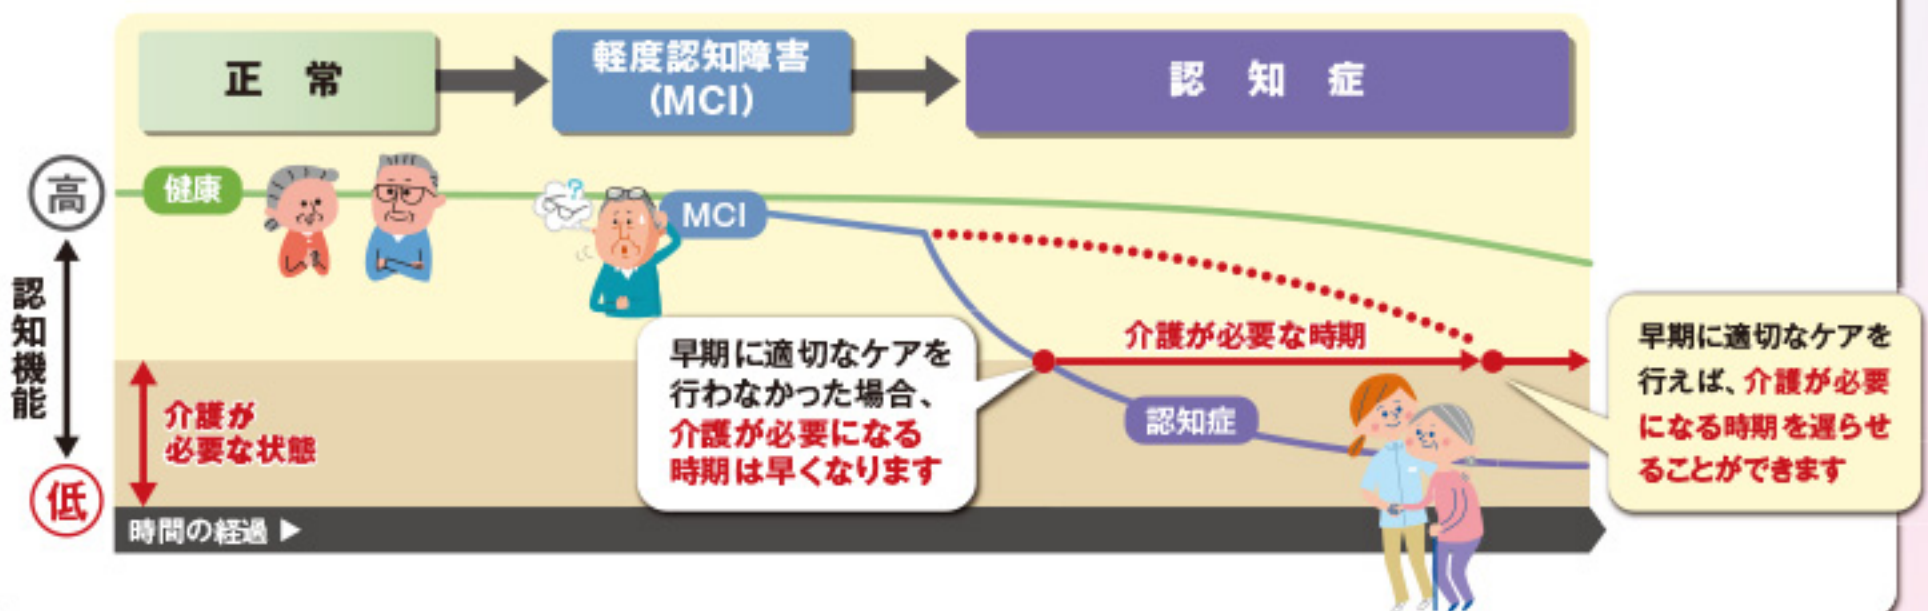 正 常
軽度認知障害
(MCI)
認 知 症
高
健康
?
MCI
認知機能
介護が必要な時期
早期に適切なケアを
行わなかった場合、
介護が必要になる
時期は早くなります
早期に適切なケアを
行えば、介護が必要
になる時期を遅らせ
ることができます
介護が
必要な状態
認知症
低
時間の経過 ▶